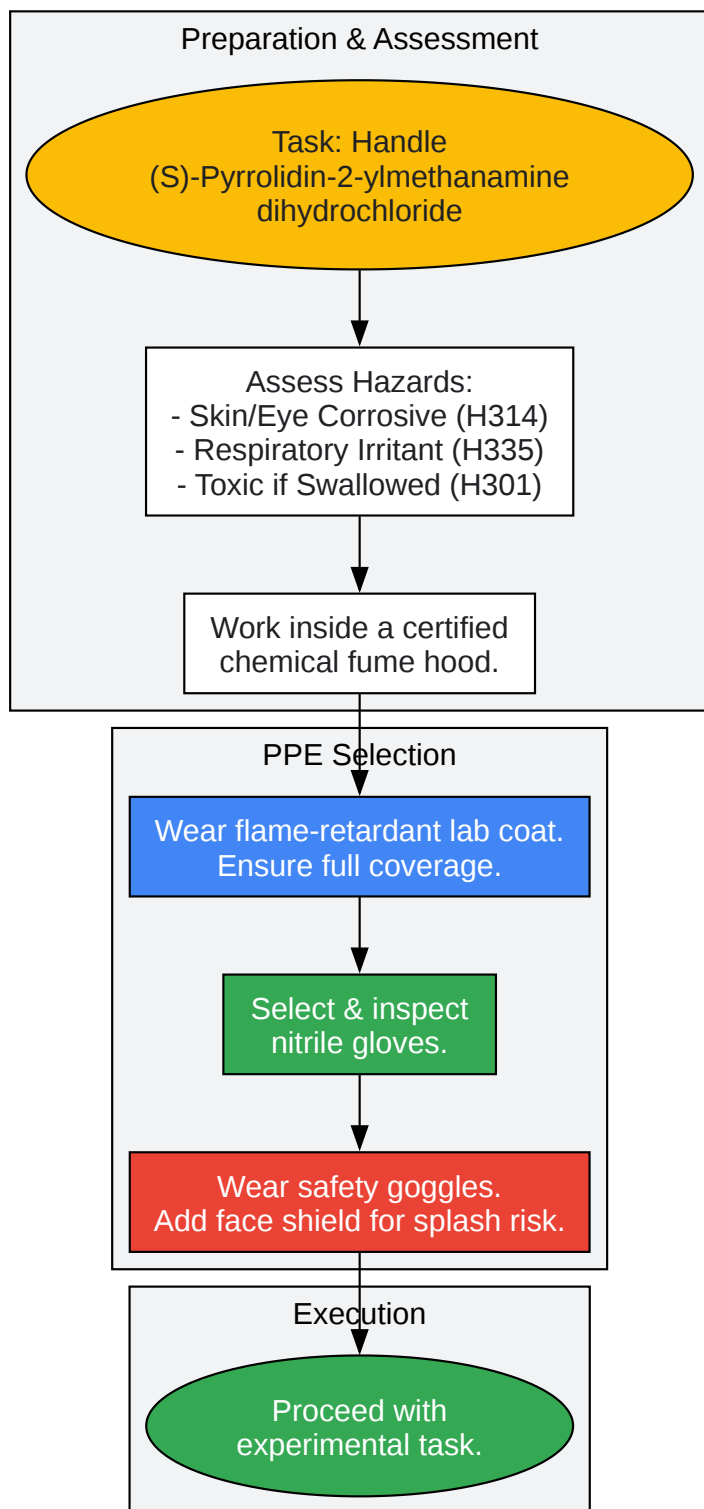 Preparation & Assessment
Task: Handle
(S)-Pyrrolidin-2-ylmethanamine
dihydrochloride
Assess Hazards:
- Skin/Eye Corrosive (H314)
- Respiratory Irritant (H335)
- Toxic if Swallowed (H301)
Work inside a certified
chemical fume hood.
PPE Selection
Wear flame-retardant lab coat.
Ensure full coverage.
Select & inspect
nitrile gloves.
Wear safety goggles.
Add face shield for splash risk.
Execution
Proceed with
experimental task.